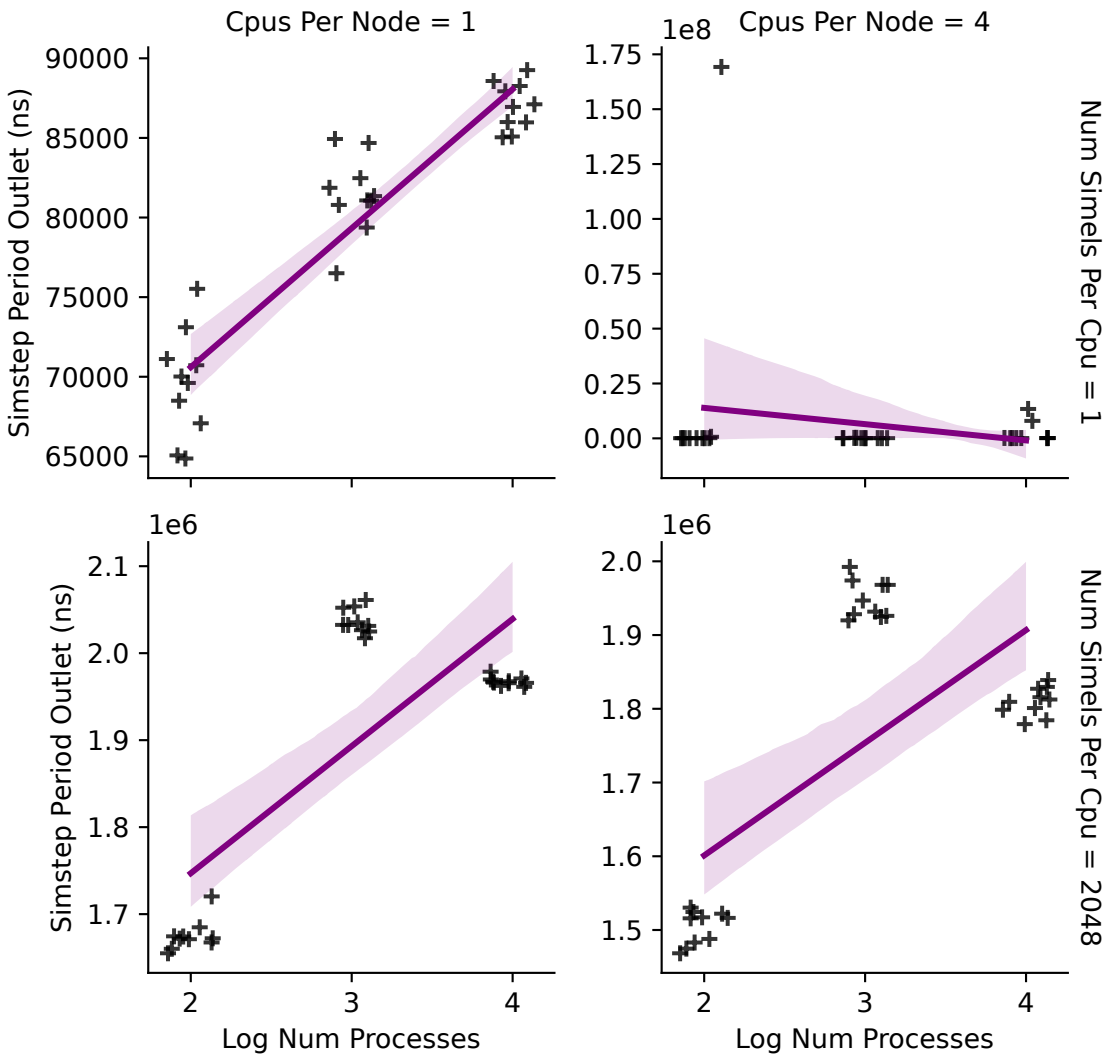 Cpus Per Node = 1
Cpus Per Node = 4
Simstep Period Outlet (ns)
90000
85000
80000
75000
70000
65000
1e8
1.75
1.50
1.25
1.00
0.75
0.50
0.25
0.00
Num Simels Per Cpu = 1
Simstep Period Outlet (ns)
1e6
2.1
2.0
1.9
1.8
1.7
2
3
4
Log Num Processes
1e6
2.0
1.9
1.8
1.7
1.6
1.5
2
3
4
Log Num Processes
Num Simels Per Cpu = 2048